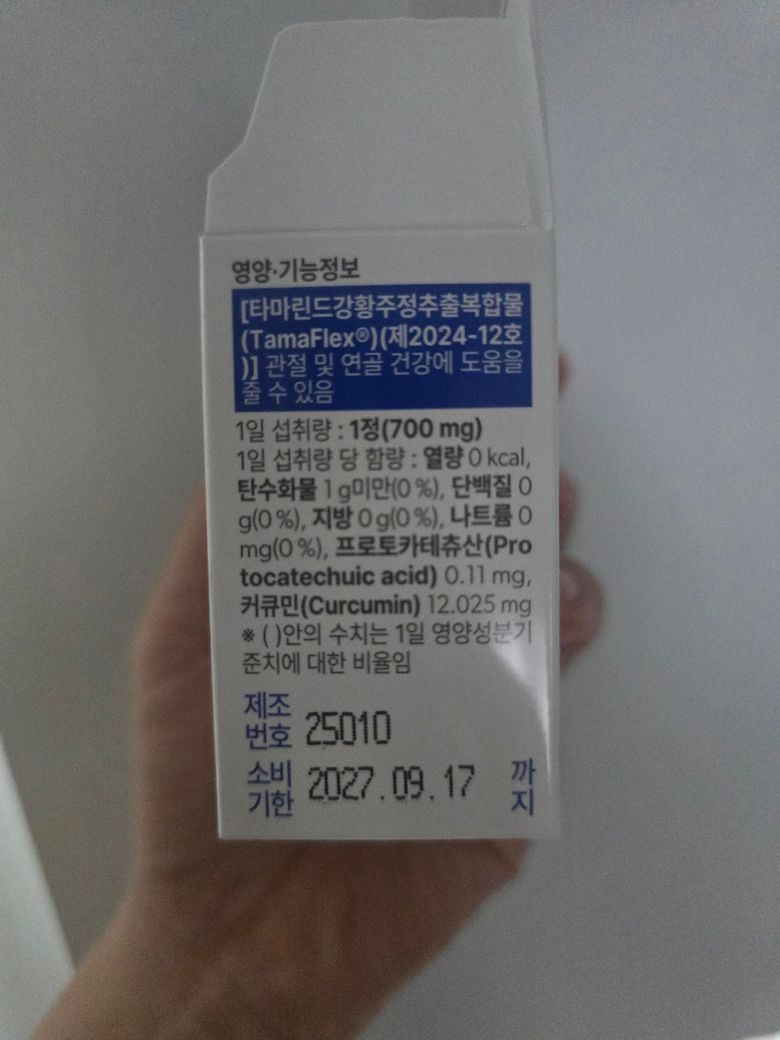 영양·기능정보
[타마린드강황주정추출복합물
(TamaFlex®)(제2024-12호
)] 관절 및 연골 건강에 도움을
줄 수 있음
1일 섭취량 : 1정(700 mg)
1일 섭취량 당 함량 : 열량 0 kcal,
탄수화물 1 g미만(0 %), 단백질 0
g(0 %), 지방 0 g(0 %), 나트륨 0
mg(0 %), 프로토카테츄산(Pro
tocatechuic acid) 0.11 mg,
커큐민(Curcumin) 12.025 mg
※ ( )안의 수치는 1일 영양성분기
준치에 대한 비율임
제조
번호 25010
소비
기한 2027.09.17 까
지